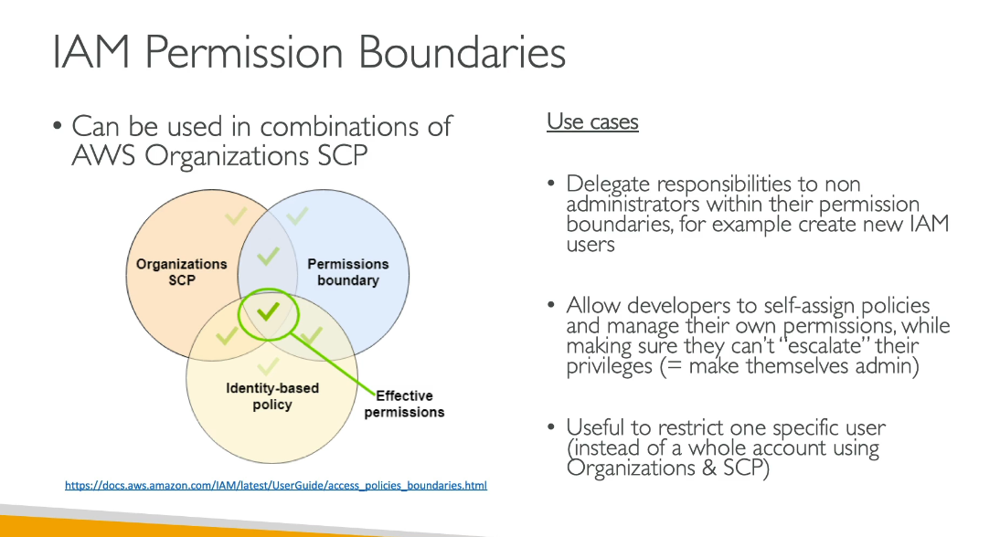 IAM Permission Boundaries
• Can be used in combinations of
AWS Organizations SCP
Organizations
SCP
Permissions
boundary
Identity-based
policy
Effective
permissions
https://docs.aws.amazon.com/IAM/latest/UserGuide/access_policies_boundaries.html
Use cases
• Delegate responsibilities to non
administrators within their permission
boundaries, for example create new IAM
users
• Allow developers to self-assign policies
and manage their own permissions, while
making sure they can't "escalate" their
privileges (= make themselves admin)
• Useful to restrict one specific user
(instead of a whole account using
Organizations & SCP)